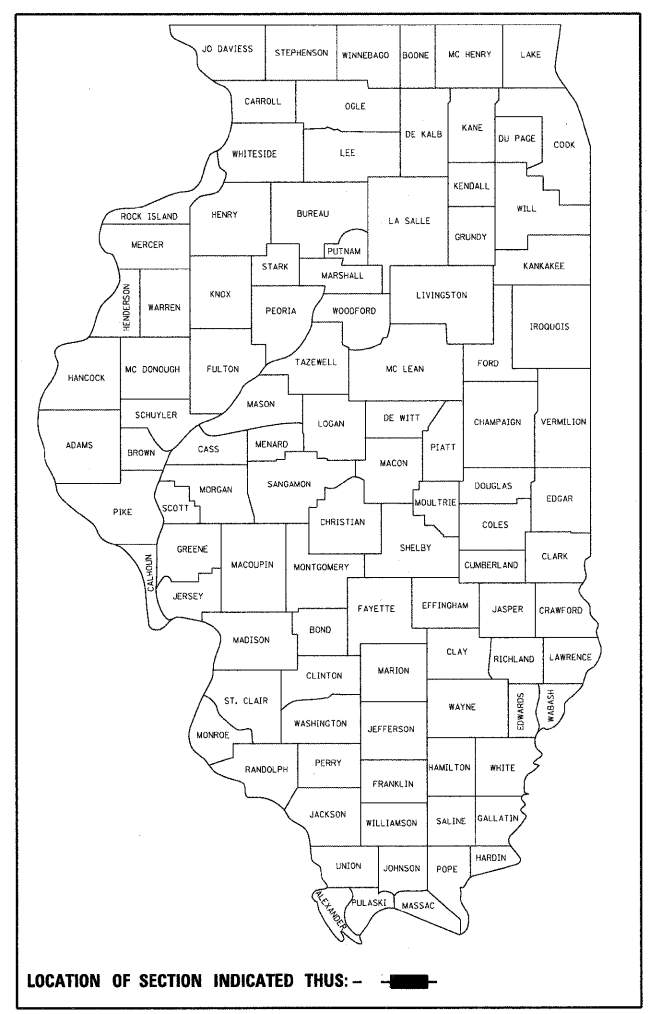 JO DAVIESS
STEPHENSON
WINNEBAGO
BOONE
MC HENRY
LAKE
CARROLL
OGLE
DE KALB
KANE
DU PAGE
COOK
WHITESIDE
LEE
KENDALL
WILL
ROCK ISLAND
HENRY
BUREAU
LA SALLE
GRUNDY
MERCER
PUTNAM
STARK
MARSHALL
KANKAKEE
HENDERSON
WARREN
KNOX
PEORIA
WOODFORD
LIVINGSTON
IROQUOIS
HANCOCK
MC DONOUGH
FULTON
TAZEWELL
MC LEAN
FORD
MASON
SCHUYLER
LOGAN
DE WITT
CHAMPAIGN
VERMILION
ADAMS
BROWN
CASS
MENARD
PIATT
MACON
MORGAN
SANGAMON
DOUGLAS
EDGAR
PIKE
SCOTT
MOULTRIE
CHRISTIAN
COLES
GREENE
MACOUPIN
MONTGOMERY
SHELBY
CUMBERLAND
CLARK
CALHOUN
JERSEY
FAYETTE
EFFINGHAM
JASPER
CRAWFORD
MADISON
BOND
CLAY
RICHLAND
LAWRENCE
CLINTON
MARION
ST. CLAIR
WAYNE
EDWARDS
WABASH
WASHINGTON
JEFFERSON
MONROE
RANDOLPH
PERRY
HAMILTON
WHITE
FRANKLIN
JACKSON
WILLIAMSON
SALINE
GALLATIN
UNION
JOHNSON
POPE
HARDIN
ALEXANDER
PULASKI
MASSAC
LOCATION OF SECTION INDICATED THUS: -